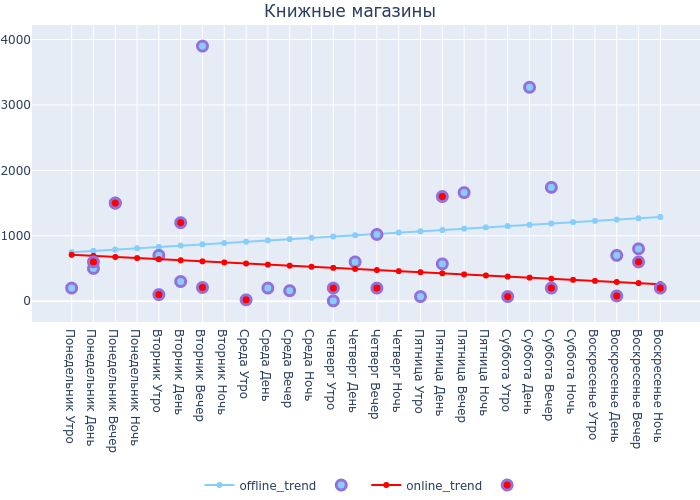 Книжные магазины
4000
3000
2000
1000
0
Понедельник Утро
Понедельник День
Понедельник Вечер
Понедельник Ночь
Вторник Утро
Вторник День
Вторник Вечер
Вторник Ночь
Среда Утро
Среда День
Среда Вечер
Среда Ночь
Четверг Утро
Четверг День
Четверг Вечер
Четверг Ночь
Пятница Утро
Пятница День
Пятница Вечер
Пятница Ночь
Суббота Утро
Суббота День
Суббота Вечер
Суббота Ночь
Воскресенье Утро
Воскресенье День
Воскресенье Вечер
Воскресенье Ночь
offline_trend online_trend